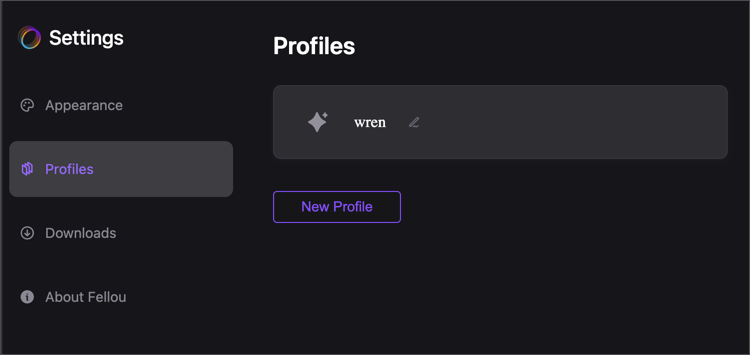 Settings
Appearance
Profiles
Downloads
About Fellou
Profiles
wren
New Profile